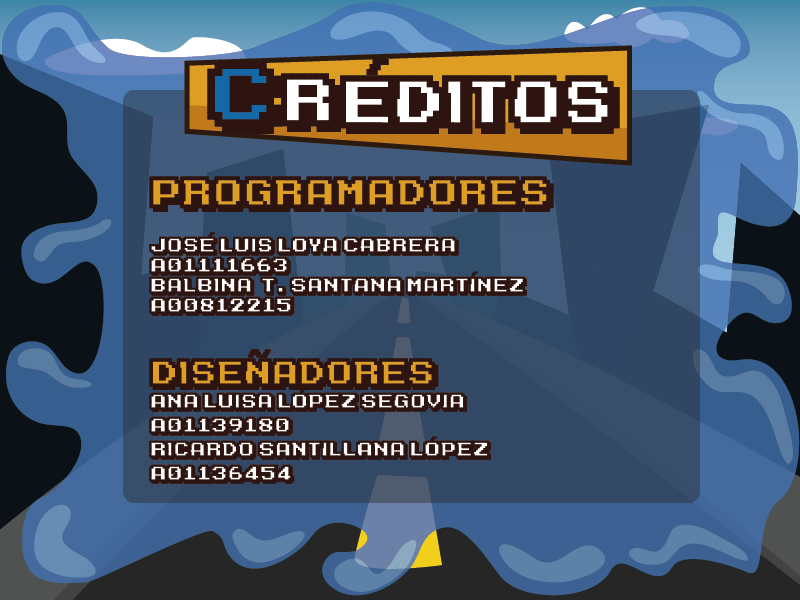 CRÉDITOS
PROGRAMADORES
JOSÉ LUIS LOYA CABRERA
A01111663
BALBINA T. SANTANA MARTÍNEZ
A00812215
DISEÑADORES
ANA LUISA LOPEZ SEGOVIA
A01139180
RICARDO SANTILLANA LÓPEZ
A01136454